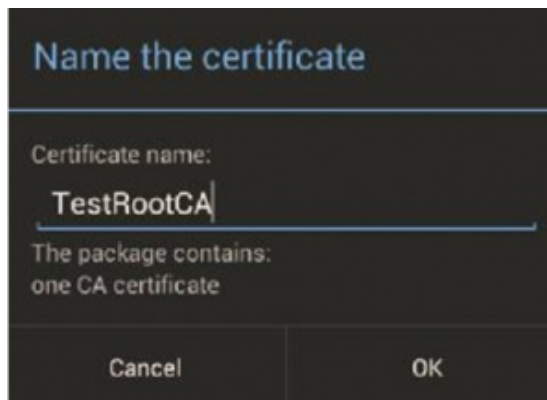 Name the certificate
Certificate name:
TestRootCA
The package contains:
one CA certificate
Cancel OK